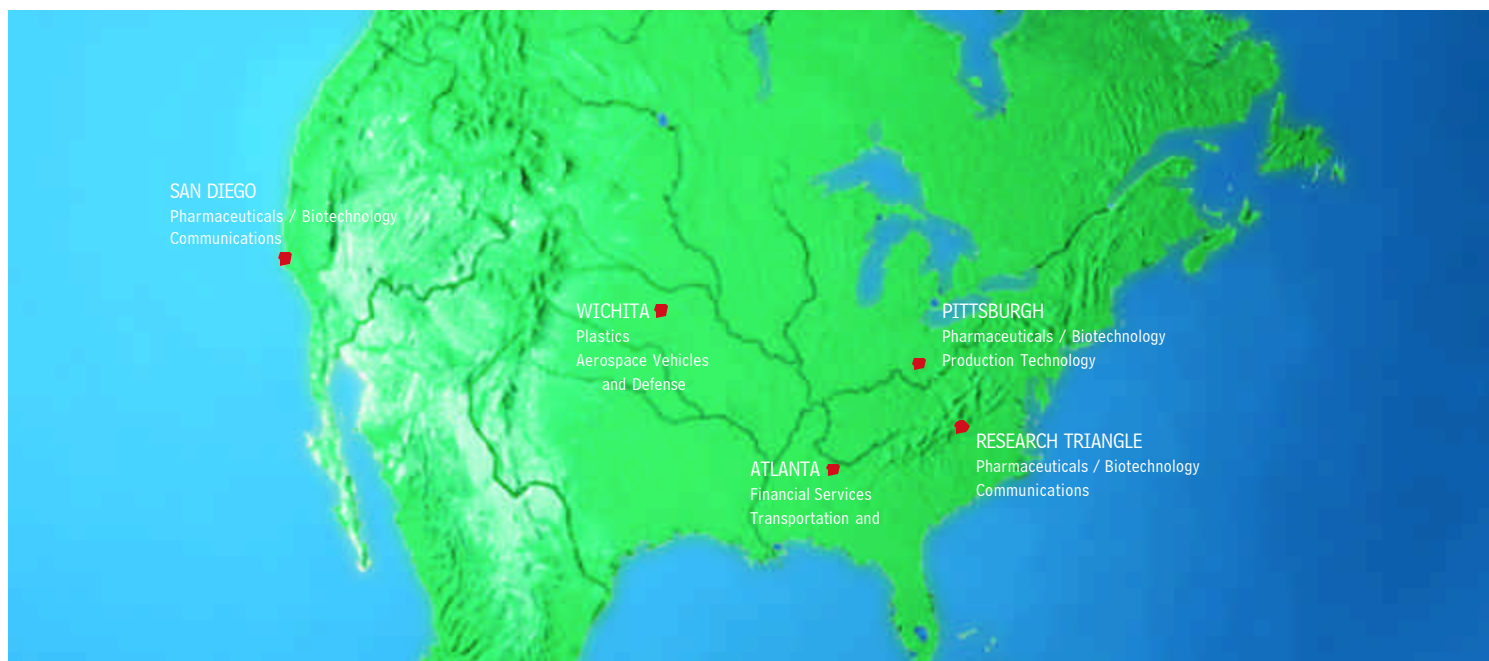 SAN DIEGO
Pharmaceuticals / Biotechnology
Communications
WICHITA
Plastics
Aerospace Vehicles
and Defense
PITTSBURGH
Pharmaceuticals / Biotechnology
Production Technology
ATLANTA
Financial Services
Transportation and
RESEARCH TRIANGLE
Pharmaceuticals / Biotechnology
Communications